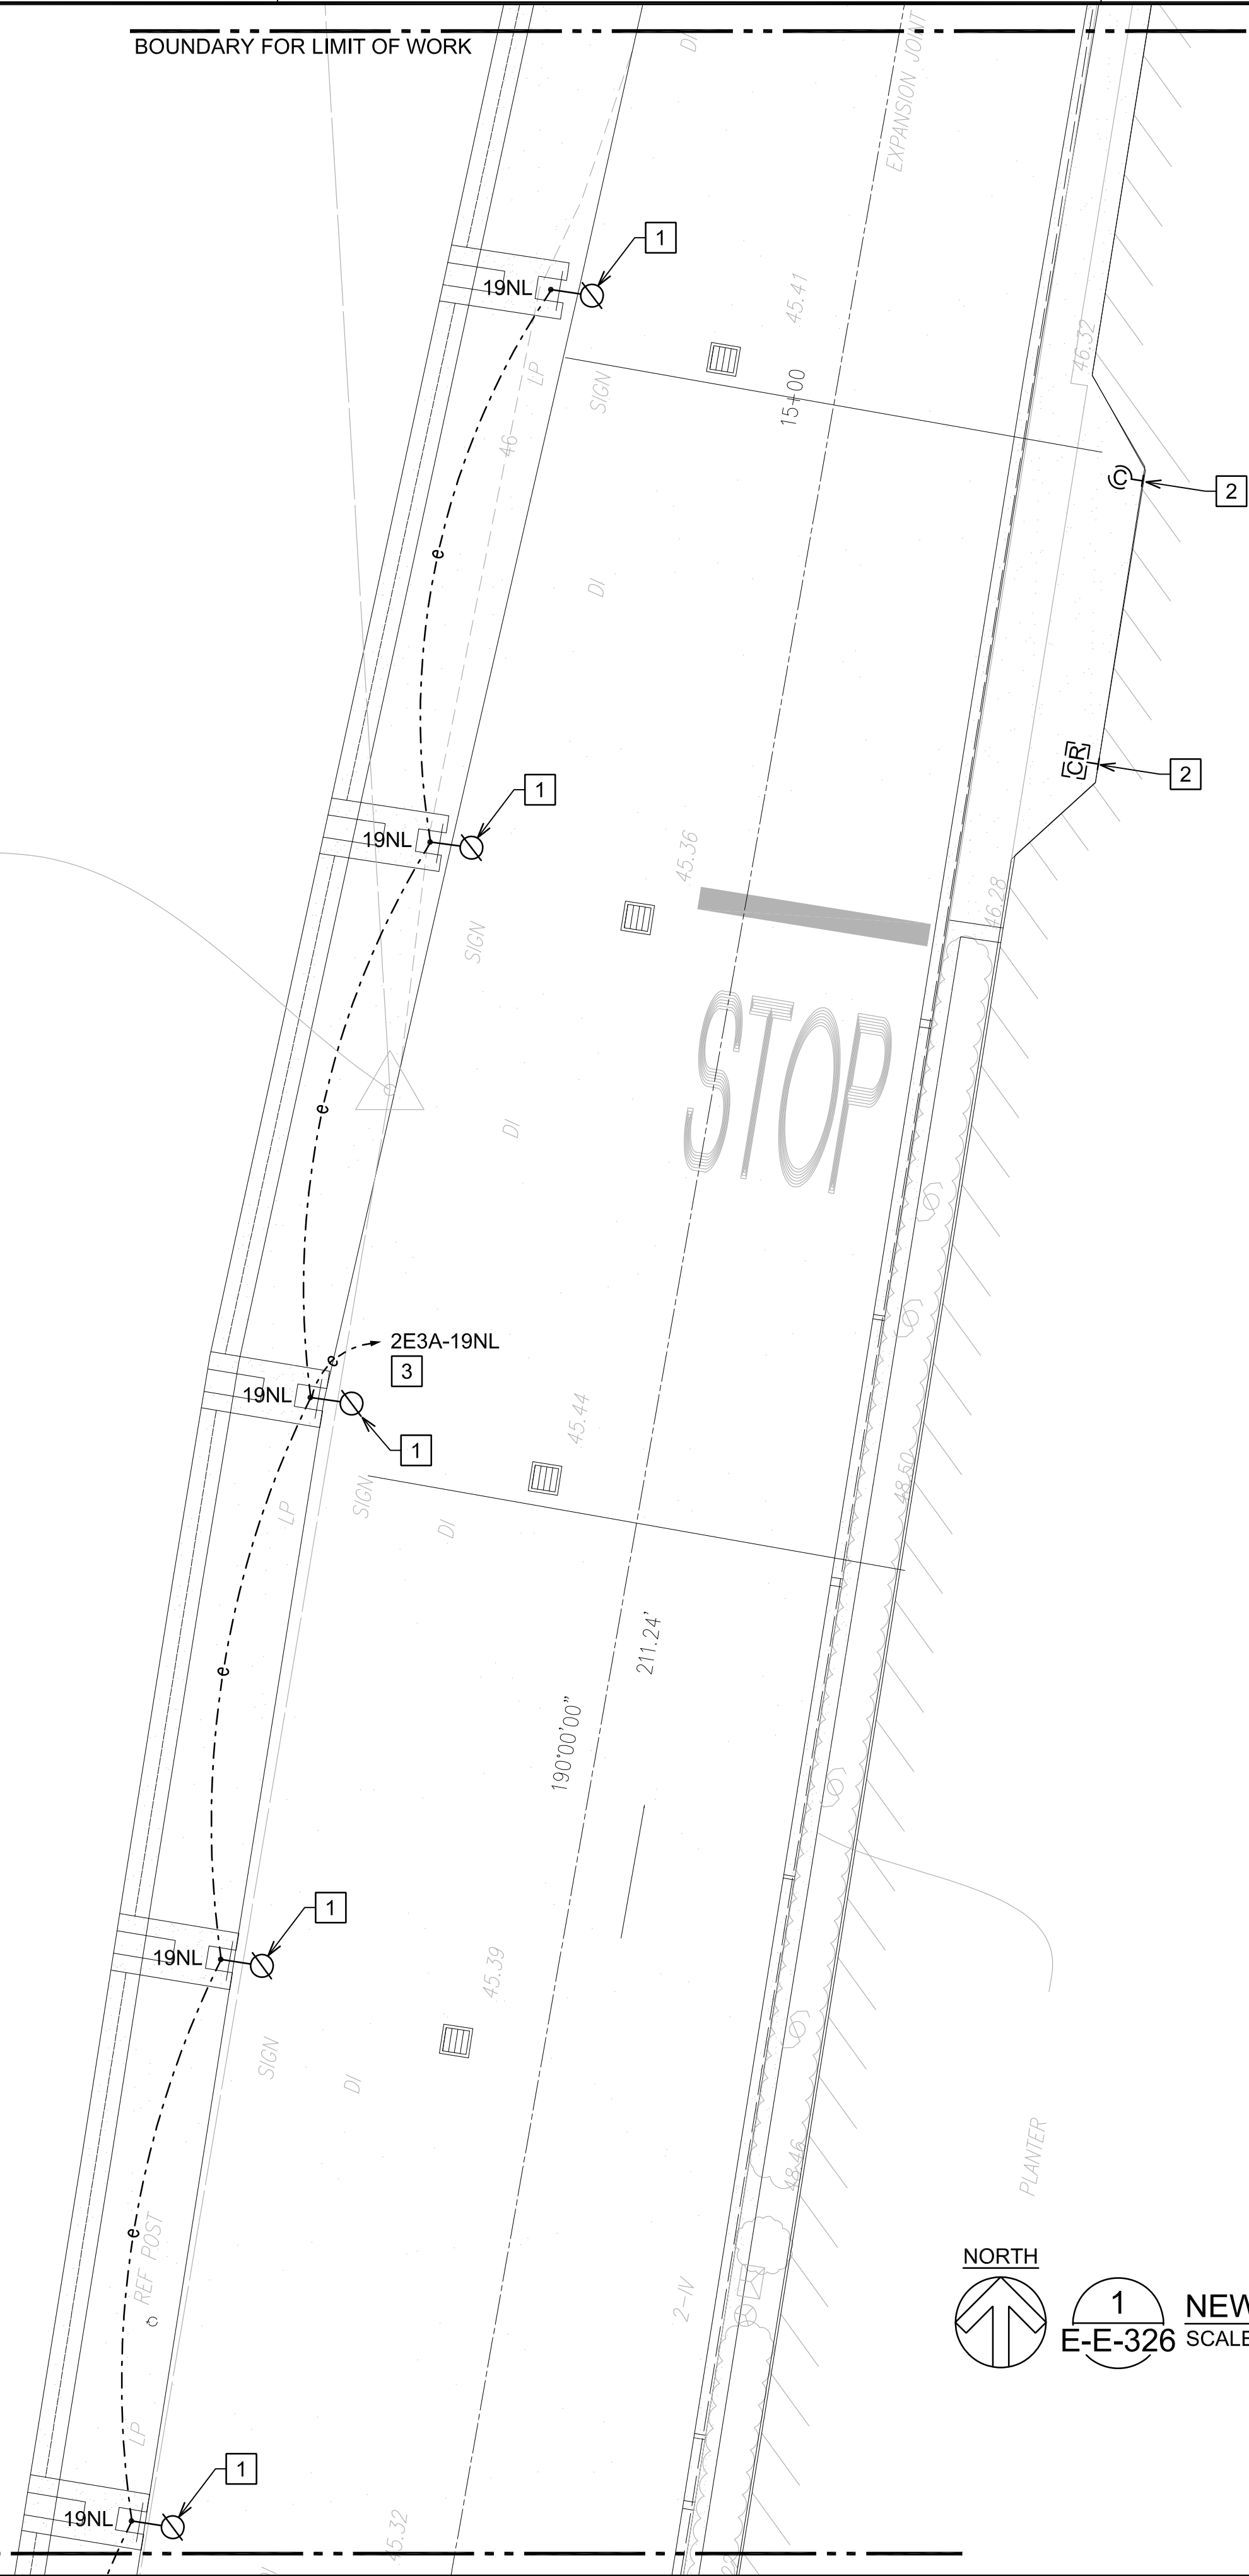 BOUNDARY FOR LIMIT OF WORK
DI
EXPANSION JOINT
1
19NL
45.41
46.32
LP
SIGN
15+00
46
C
2
e
DI
CR
2
1
19NL
45.36
46.28
SIGN
STOP
e
DI
2E3A-19NL
e
3
19NL
1
45.44
48.50
SIGN
LP
DI
211.24'
e
190°00'00"
1
19NL
45.39
SIGN
DI
48.46
PLANTER
e
REF POST
2-IV
NORTH
1
E-E-326
NEW
SCALE
LP
1
19NL
45.32
DI